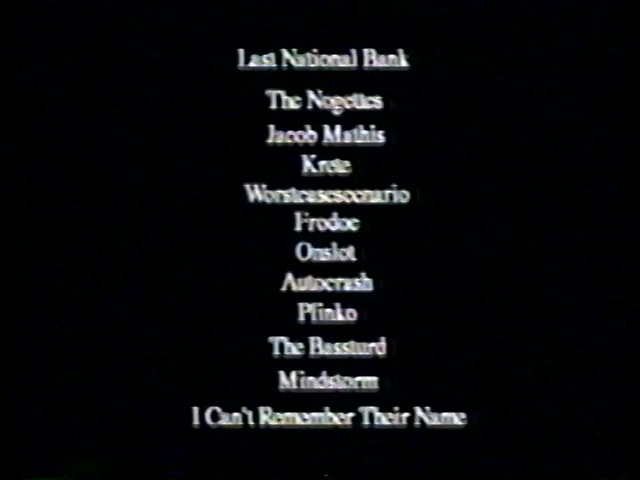 Last National Bank
The Nogettes
Jacob Mathis
Krete
Worstcasescenario
Frodoe
Onslot
Autocrash
Plinko
The Bassturd
Mindstorm
I Can't Remember Their Name